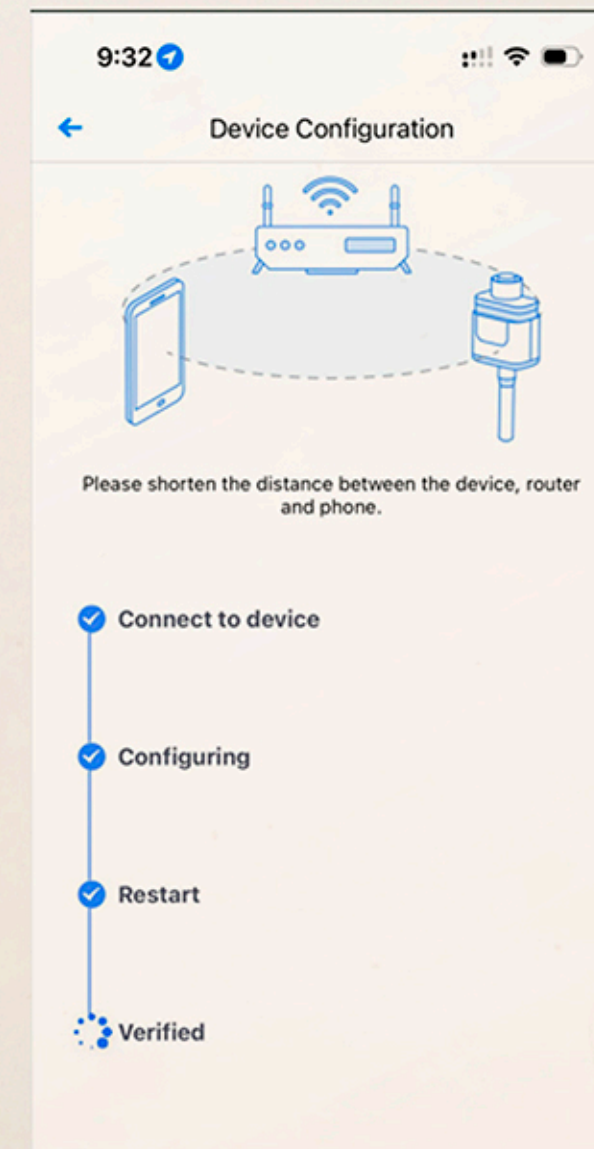 9:32
Device Configuration
Please shorten the distance between the device, router
and phone.
Connect to device
Configuring
Restart
Verified